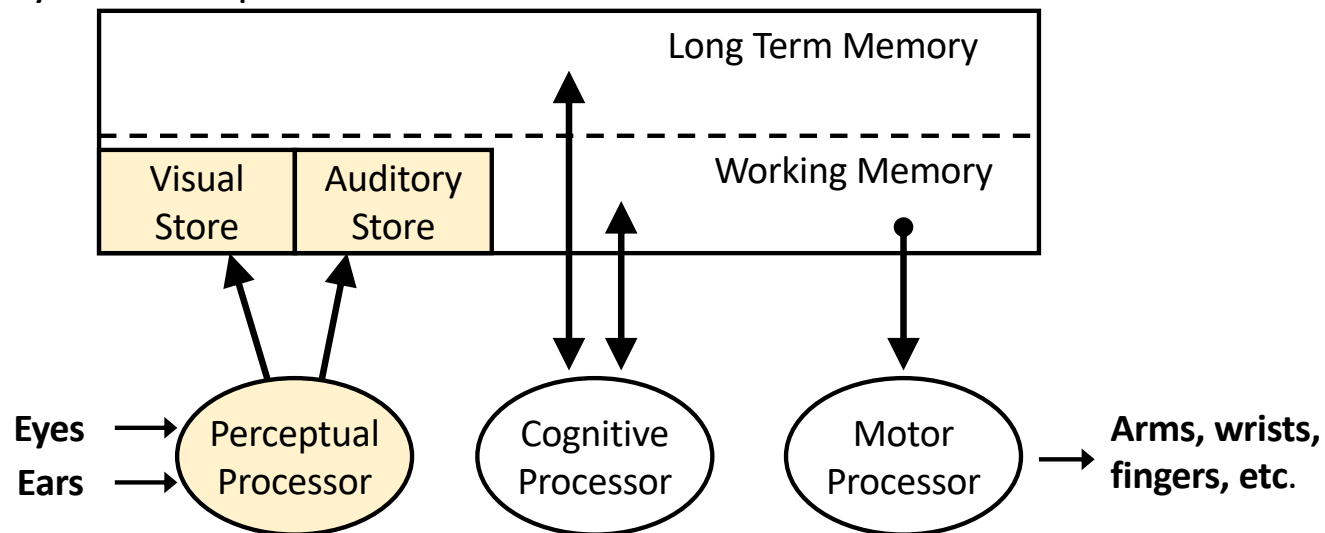 Long Term Memory
Working Memory
Visual
Store
Auditory
Store
Eyes
Ears
Perceptual
Processor
Cognitive
Processor
Motor
Processor
Arms, wrists,
fingers, etc.